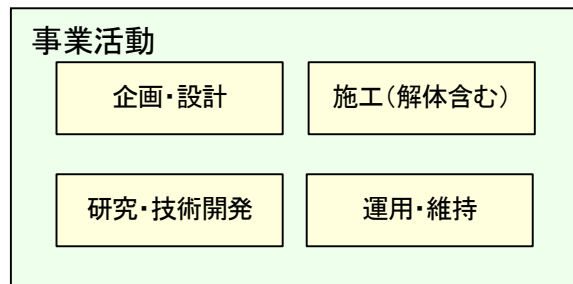 事業活動
企画・設計
施工（解体含む）
研究・技術開発
運用・維持